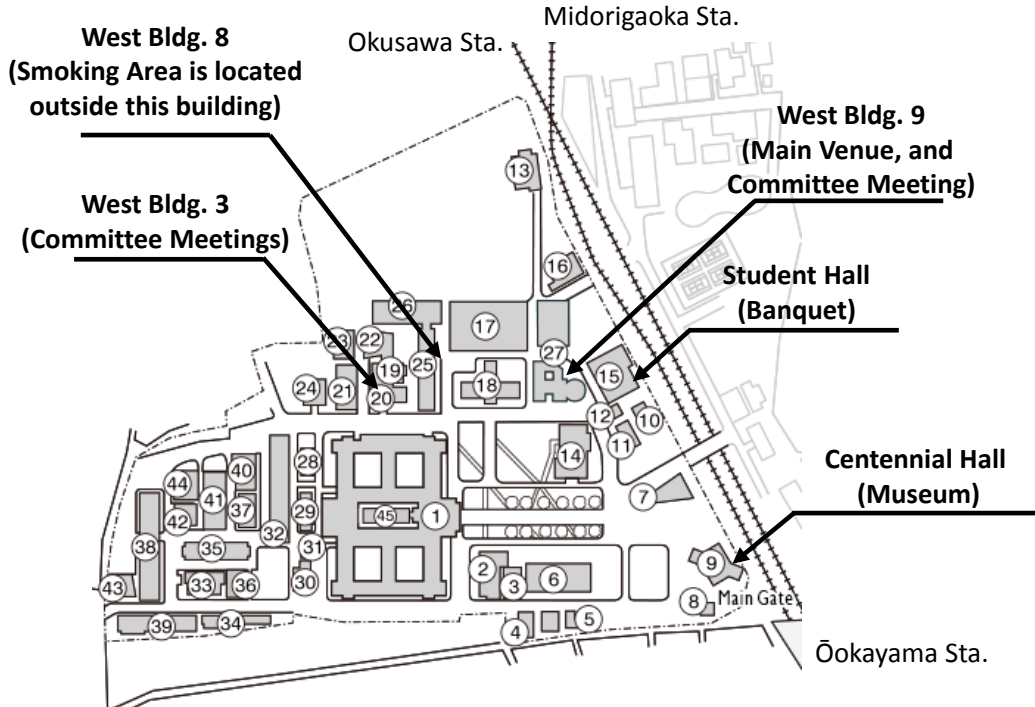 Midorigaoka Sta.
Okusawa Sta.
West Bldg. 8
(Smoking Area is located
outside this building)
West Bldg. 9
(Main Venue, and
Committee Meeting)
West Bldg. 3
(Committee Meetings)
Student Hall
(Banquet)
Centennial Hall
(Museum)
13
16
26
17
23
22
27
19
25
15
18
24
21
20
12
10
11
40
28
14
44
41
7
42
37
29
45
1
32
38
35
31
2
9
43
33
36
30
3
6
8
Main Gate
39
34
4
5
Ōokayama Sta.